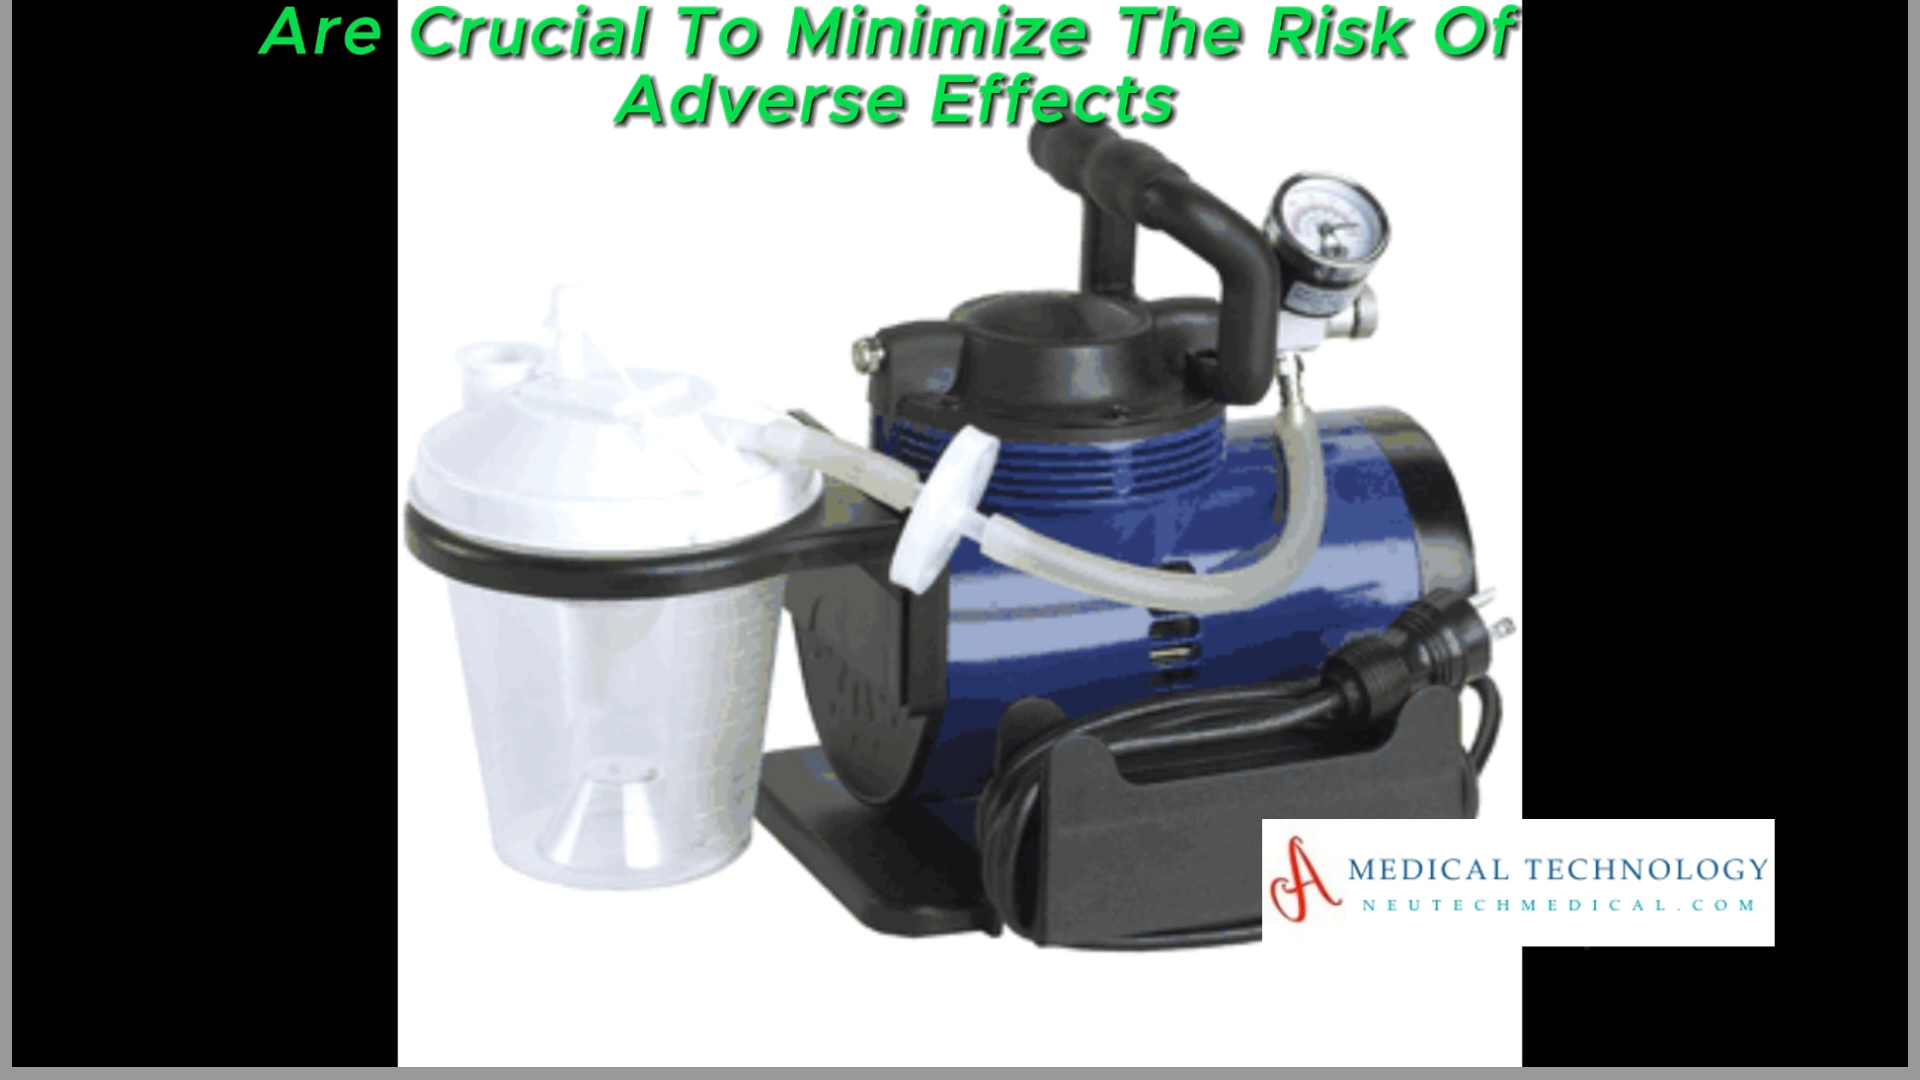 Are Crucial To Minimize The Risk Of
Adverse Effects
A MEDICAL TECHNOLOGY
NEUTECHMEDICAL.COM